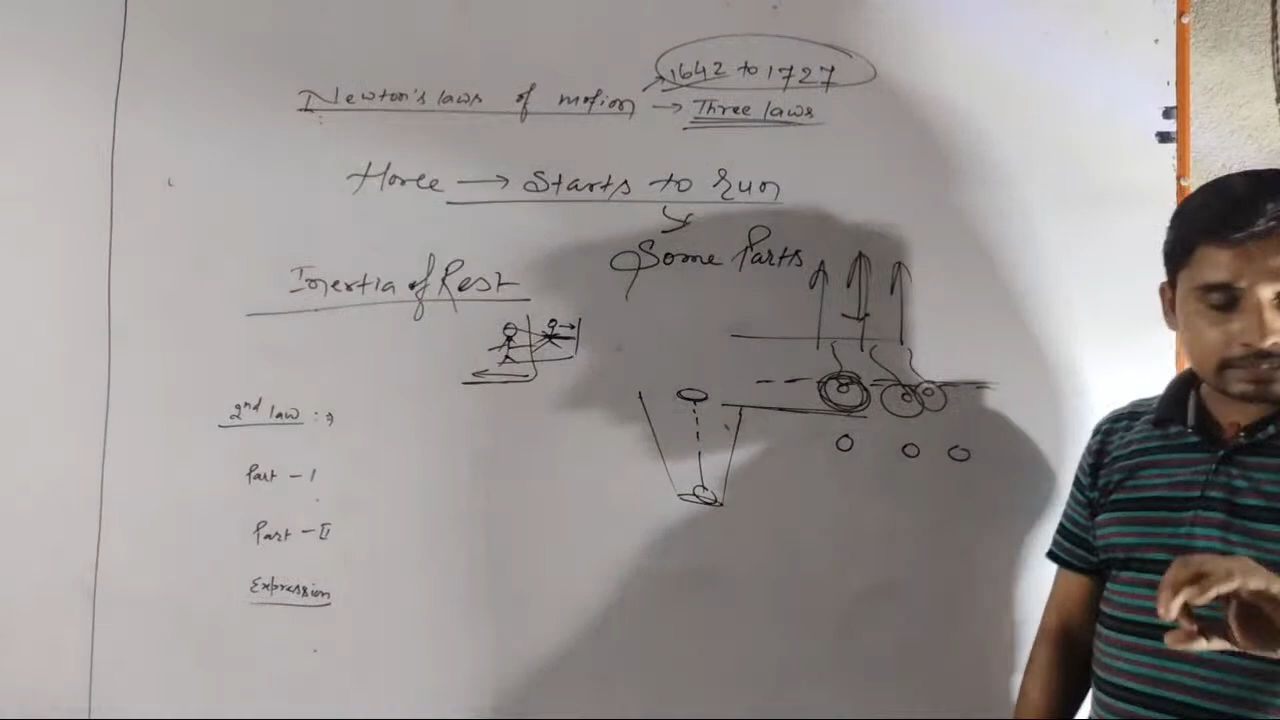 1642 to 1727
Newton's laws of motion → Three laws
Horce → Starts to run
Some Parts
Inertia of Rest
2nd law :→
Part - I
Part - II
Expression